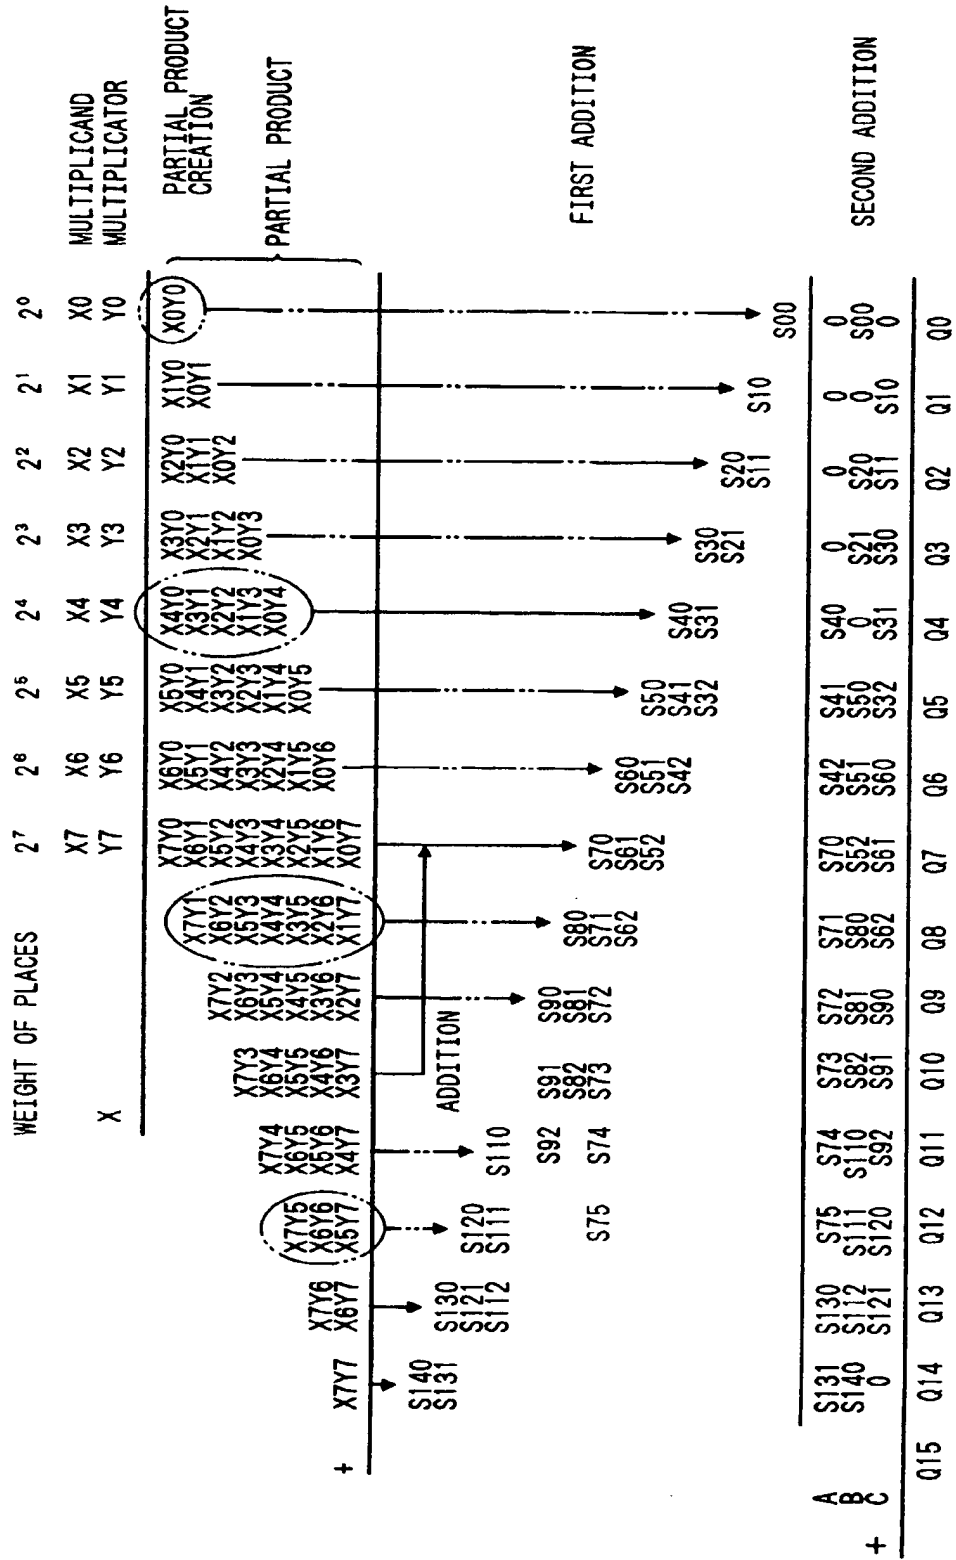 WEIGHT OF PLACES 2⁷ 2⁶ 2⁵ 2⁴ 2³ 2² 2¹ 2⁰
X7 X6 X5 X4 X3 X2 X1 X0 MULTIPLICAND
X Y7 Y6 Y5 Y4 Y3 Y2 Y1 Y0 MULTIPLICATOR
X7Y0 X6Y0 X5Y0 X4Y0 X3Y0 X2Y0 X1Y0 X0Y0 PARTIAL PRODUCT
X7Y1 X6Y1 X5Y1 X4Y1 X3Y1 X2Y1 X1Y1 X0Y1 CREATION
X7Y2 X6Y2 X5Y2 X4Y2 X3Y2 X2Y2 X1Y2 X0Y2
X7Y3 X6Y3 X5Y3 X4Y3 X3Y3 X2Y3 X1Y3 X0Y3
X7Y4 X6Y4 X5Y4 X4Y4 X3Y4 X2Y4 X1Y4 X0Y4 PARTIAL PRODUCT
X7Y5 X6Y5 X5Y5 X4Y5 X3Y5 X2Y5 X1Y5 X0Y5
X7Y6 X6Y6 X5Y6 X4Y6 X3Y6 X2Y6 X1Y6 X0Y6
+ X7Y7 X6Y7 X5Y7 X4Y7 X3Y7 X2Y7 X1Y7 X0Y7
S140
S131 S130 ADDITION
S121 S120
S112 S111 S110
S92 S91 S90
S82 S81 S80 FIRST ADDITION
S75 S74 S73 S72 S71 S70
S62 S61 S60
S52 S51 S50
S42 S41 S40
S32 S31 S30
S21 S20
S11 S10
S00
A S131 S130 S75 S74 S73 S72 S71 S70 S42 S41 S40 0 0 0 0
B S140 S112 S111 S110 S82 S81 S80 S52 S51 S50 0 S21 S20 0 S00 SECOND ADDITION
+ C 0 S121 S120 S92 S91 S90 S62 S61 S60 S32 S31 S30 S11 S10 0
Q15 Q14 Q13 Q12 Q11 Q10 Q9 Q8 Q7 Q6 Q5 Q4 Q3 Q2 Q1 Q0